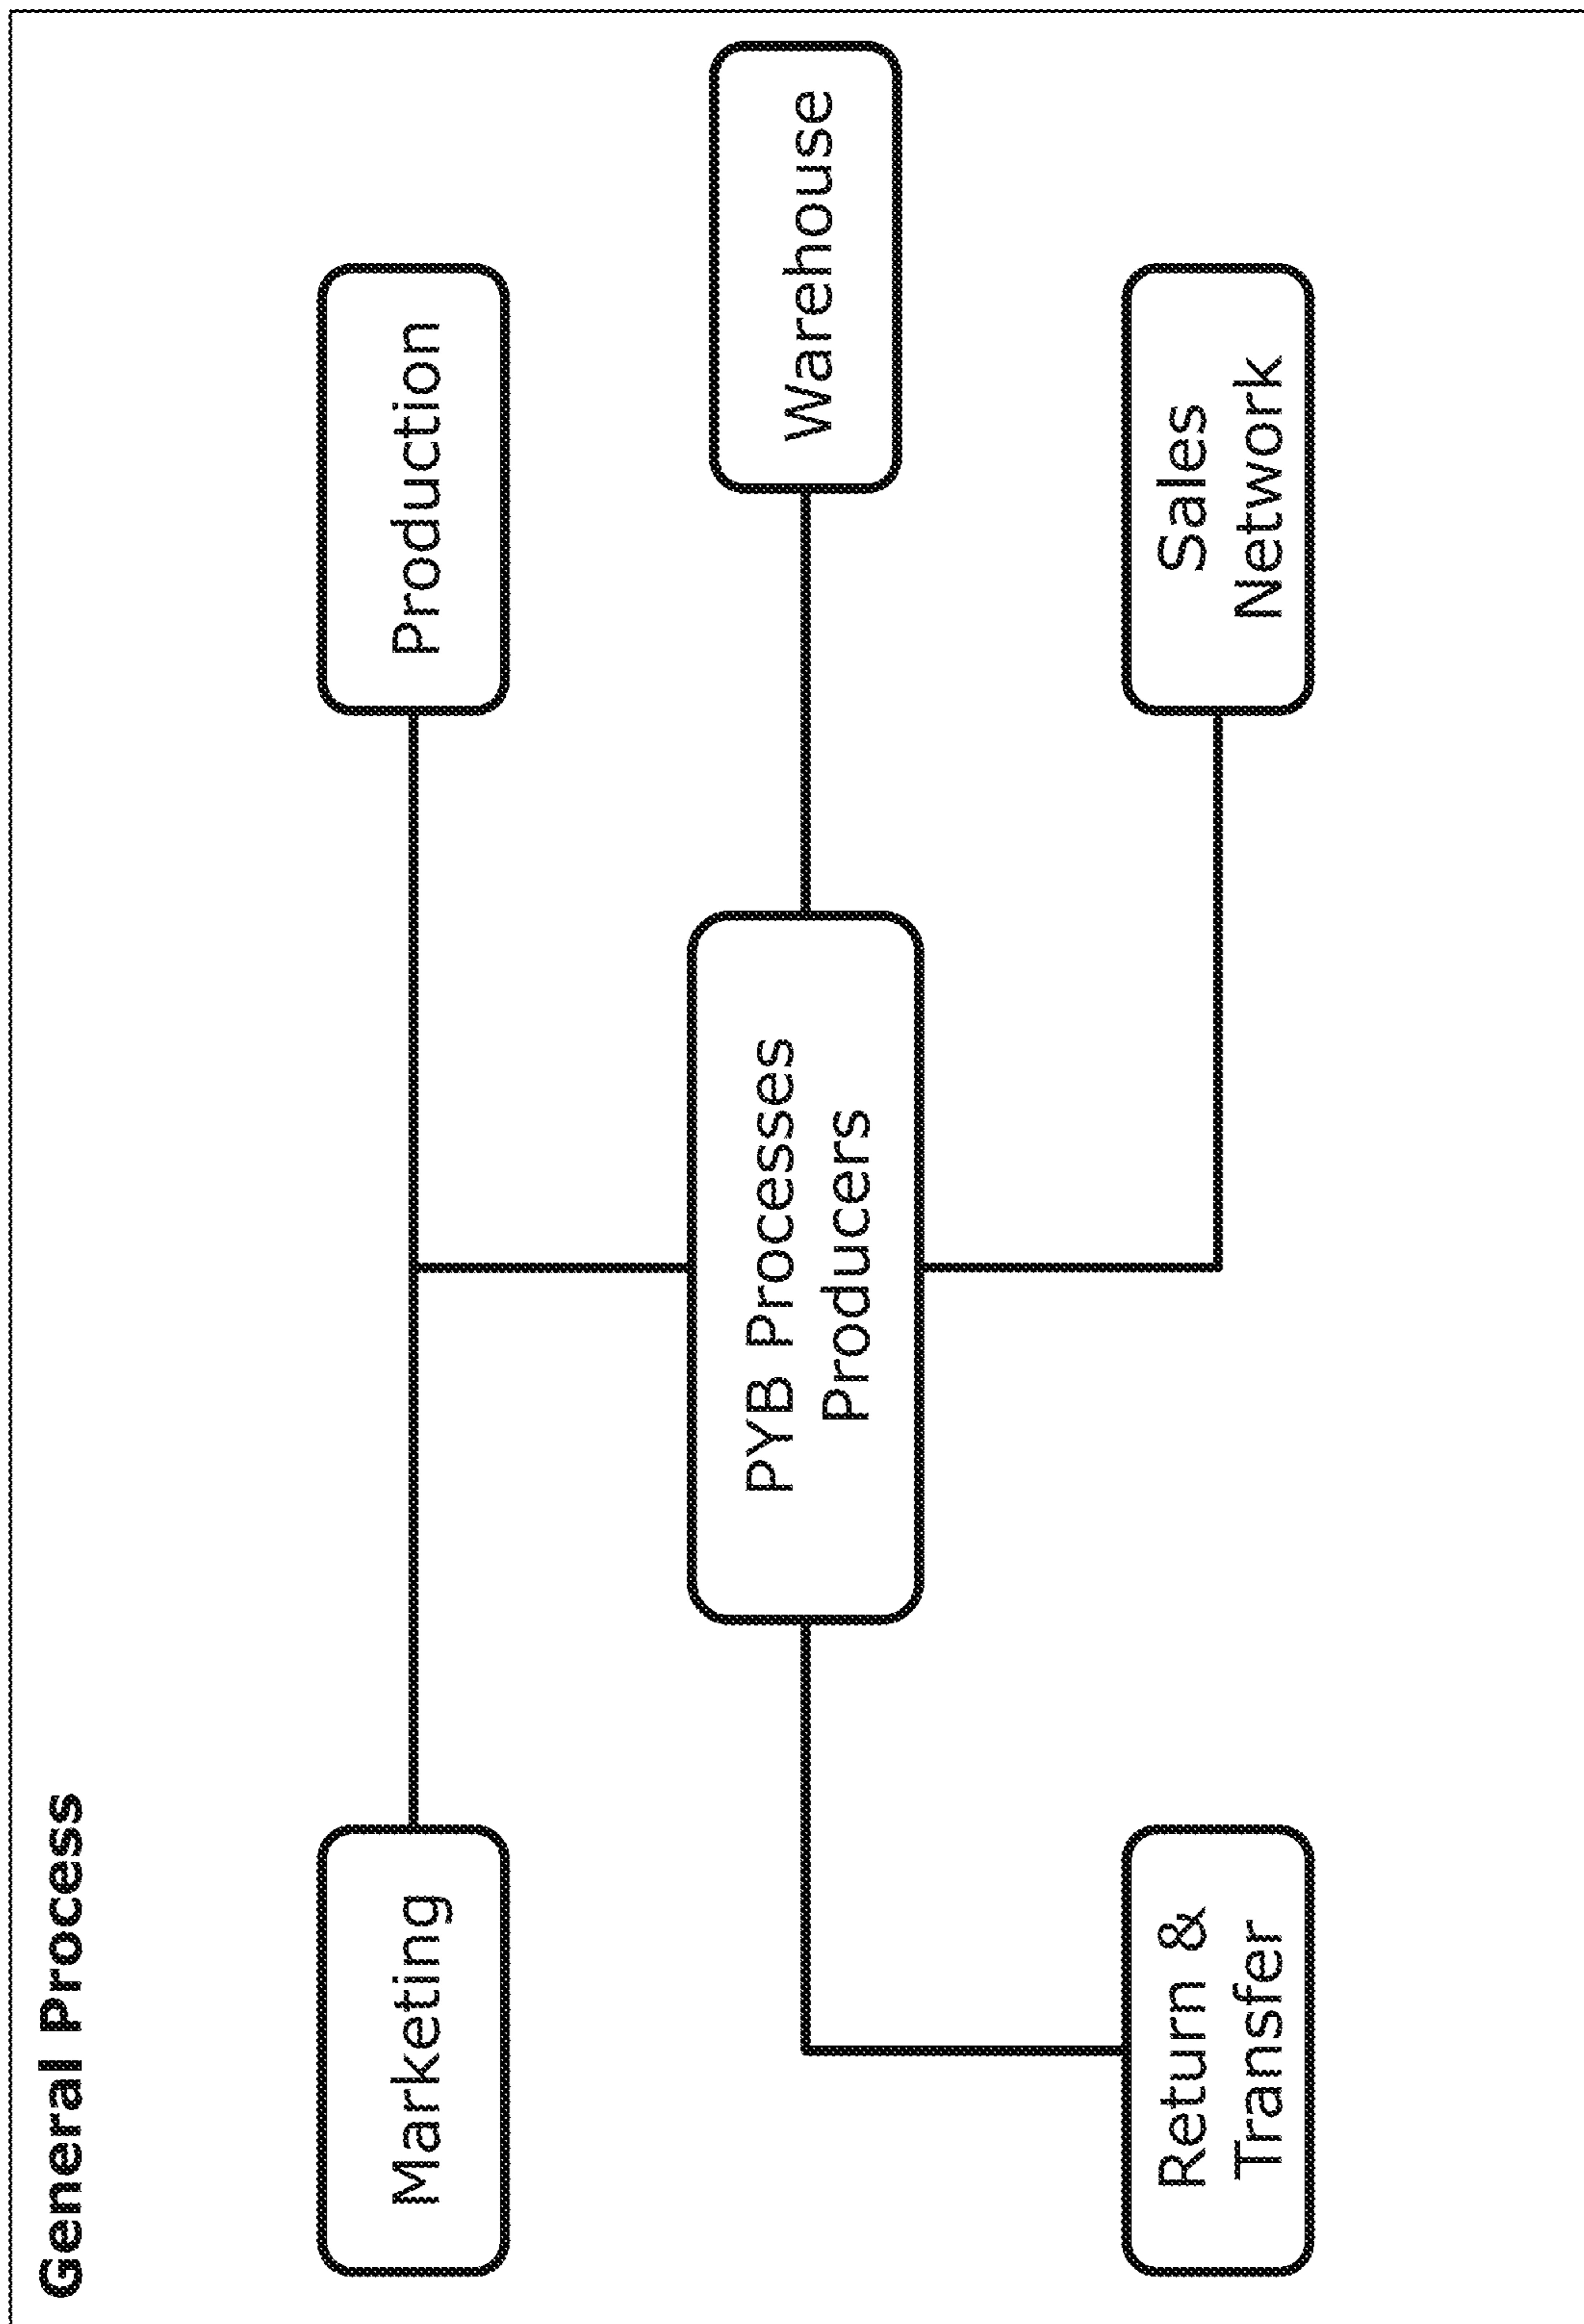 General Process
Marketing
Production
PYB Processes
Producers
Warehouse
Return &
Transfer
Sales
Network